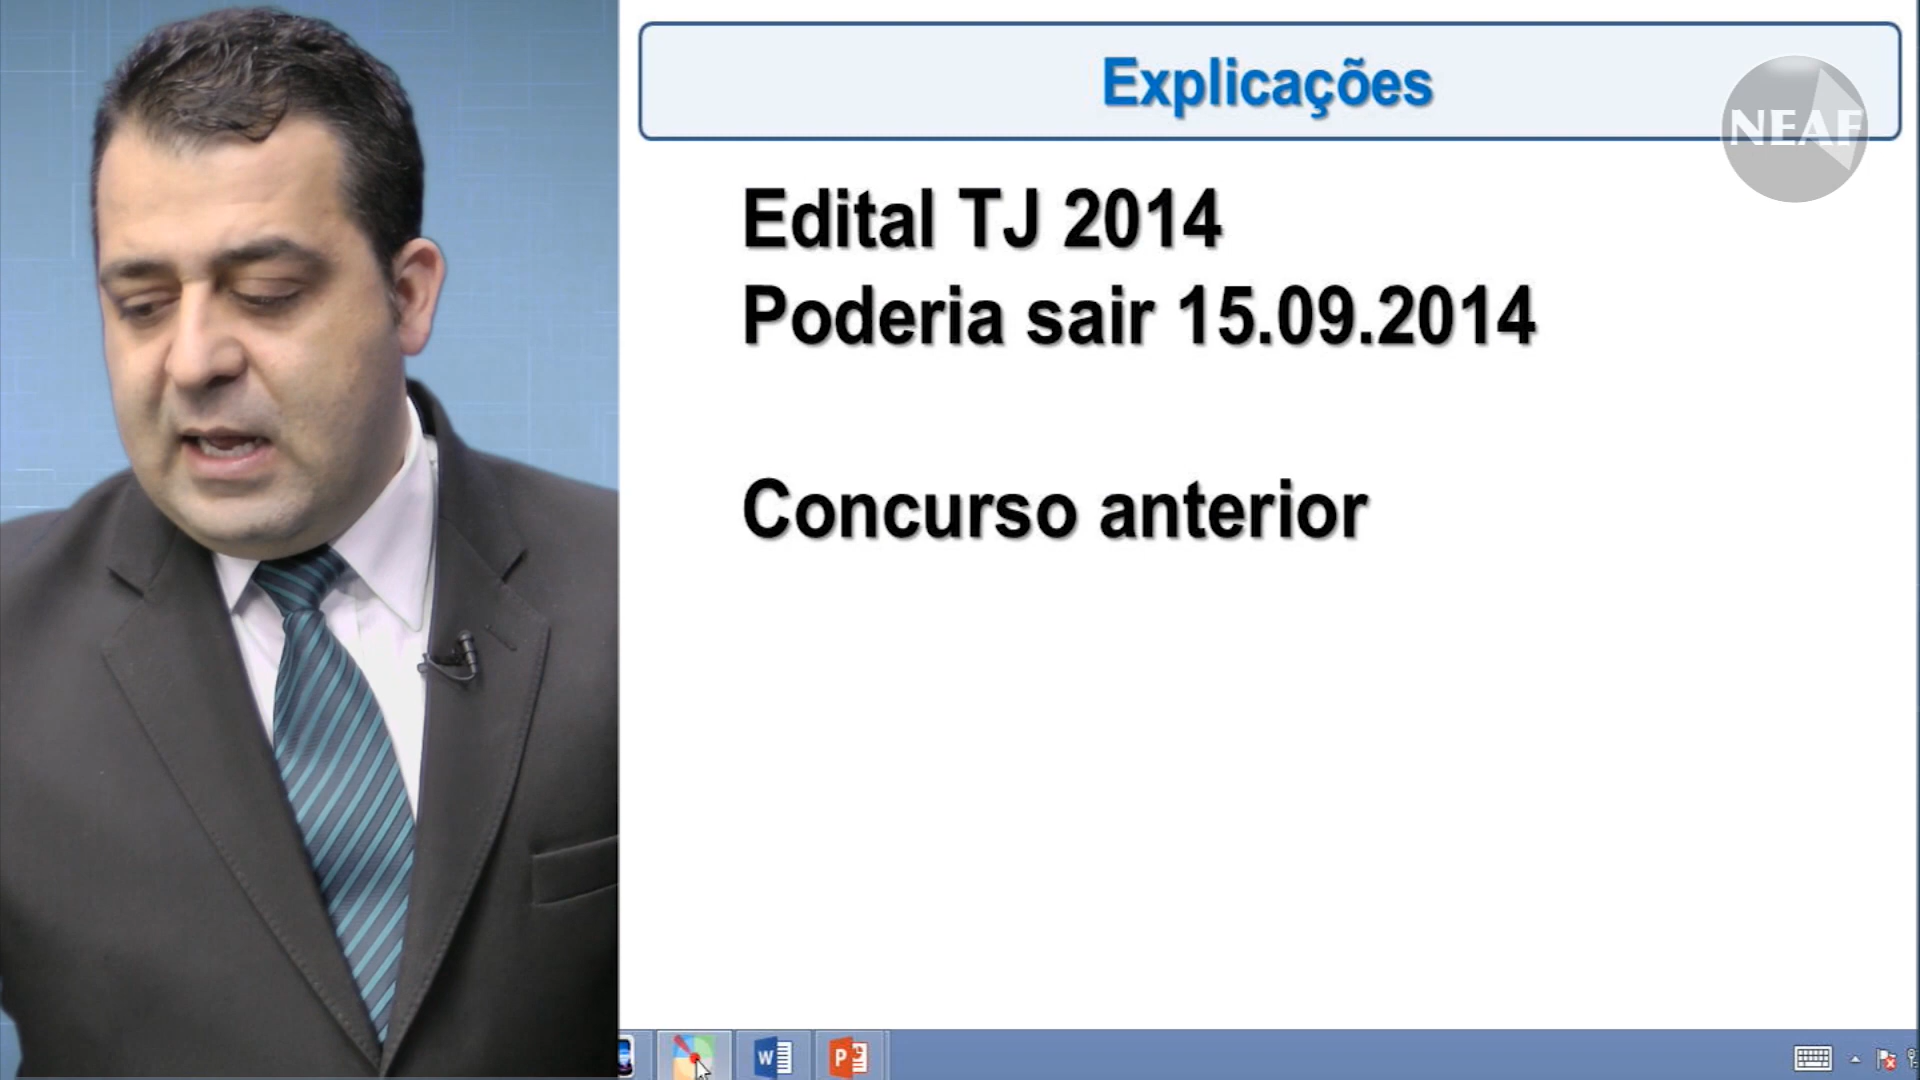 Explicações
NEAF
Edital TJ 2014
Poderia sair 15.09.2014
Concurso anterior